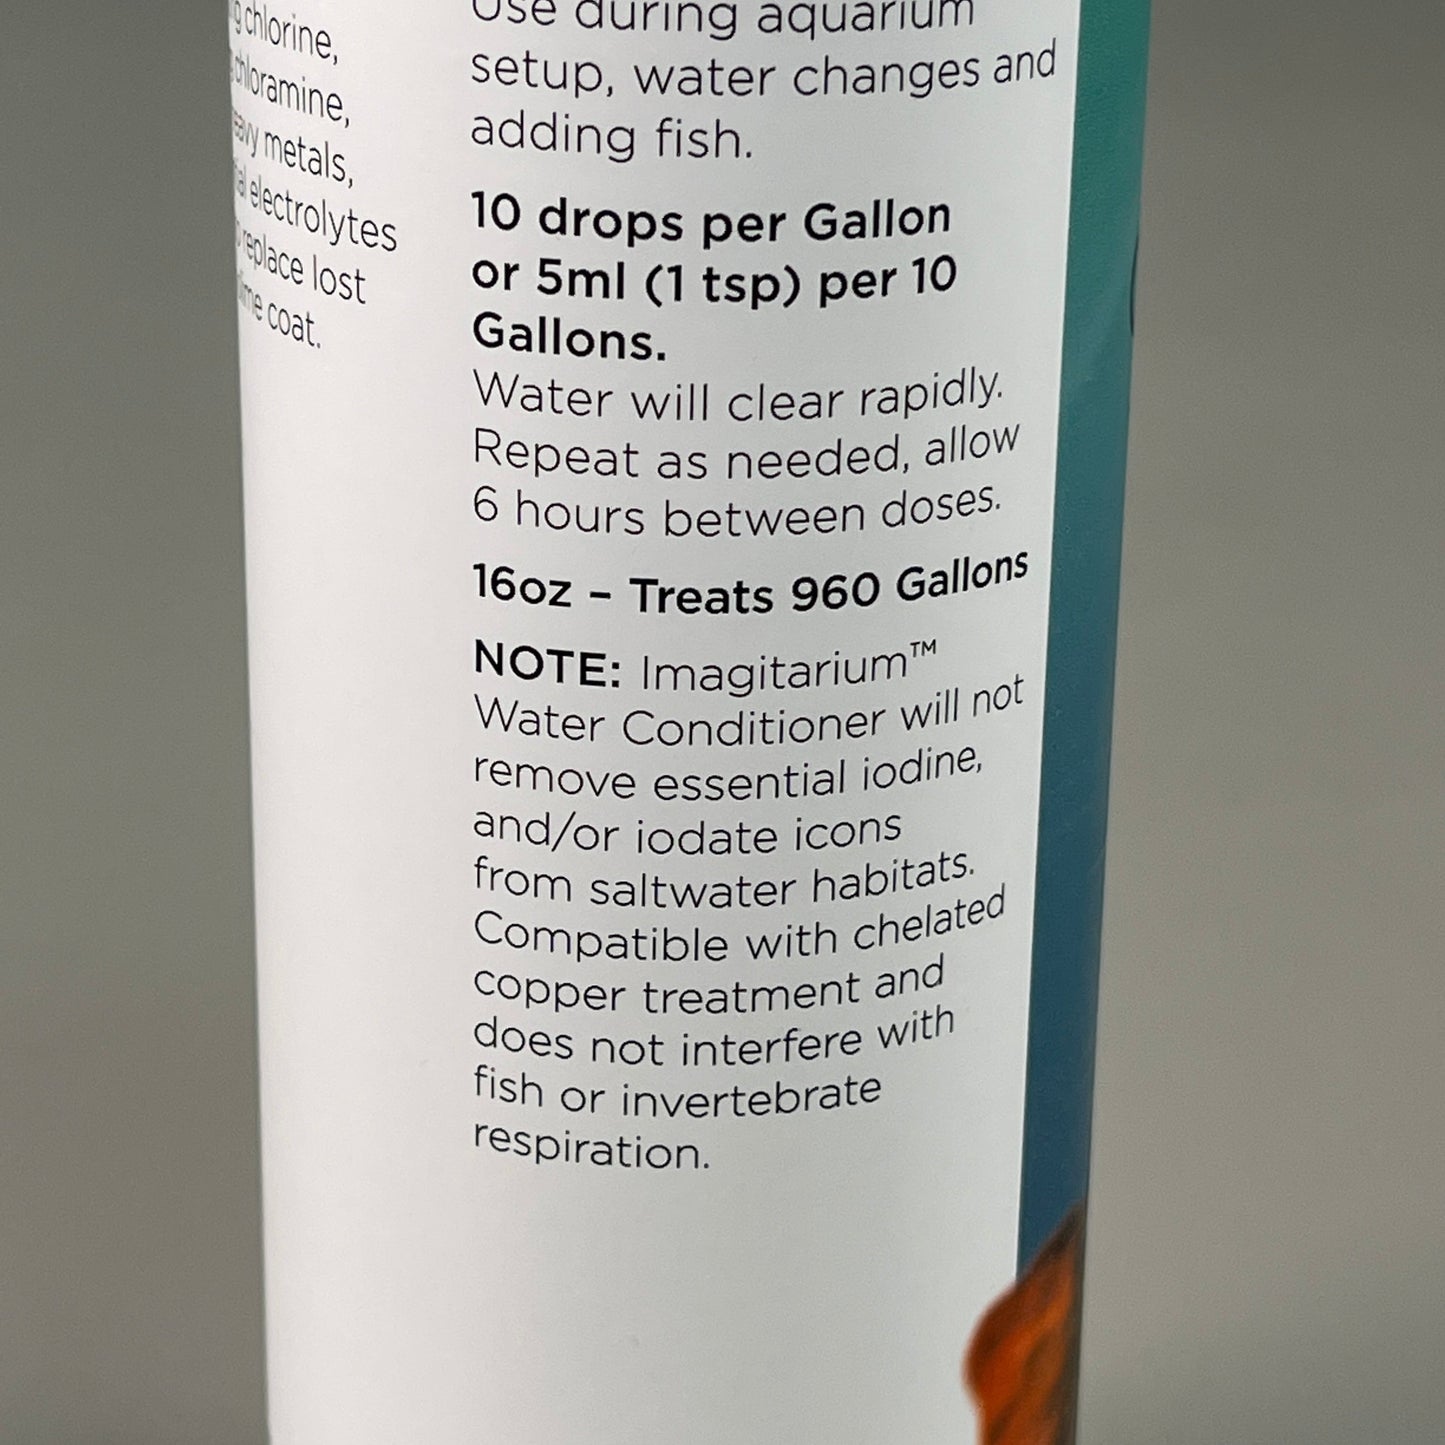 chlorine,
chloramine,
metals,
electrolytes
replace lost
coat.
Use during aquarium
setup, water changes and
adding fish.
10 drops per Gallon
or 5ml (1 tsp) per 10
Gallons.
Water will clear rapidly.
Repeat as needed, allow
6 hours between doses.
16oz – Treats 960 Gallons
NOTE: Imagitarium™
Water Conditioner will not
remove essential iodine,
and/or iodate icons
from saltwater habitats.
Compatible with chelated
copper treatment and
does not interfere with
fish or invertebrate
respiration.